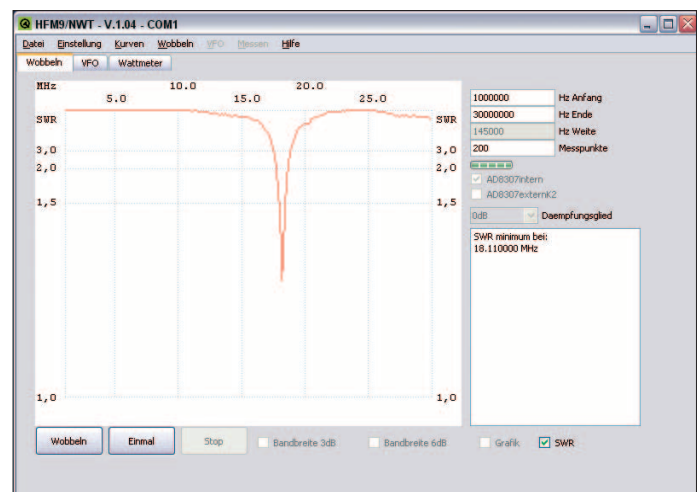 HFM9/NWT - V.1.04 - COM1
Datei Einstellung Kurven Wobbeln VFO Messen Hilfe
Wobbeln VFO Wattmeter
MHz 10.0 20.0
5.0 15.0 25.0
SWR SWR
3,0 3,0
2,0 2,0
1,5 1,5
1,0 1,0
1000000 Hz Anfang
30000000 Hz Ende
145000 Hz Weite
200 Messpunkte
AD8307intern
AD8307externK2
0dB Daempfungsglied
SWR minimum bei:
18.110000 MHz
Wobbeln Einmal Stop Bandbreite 3dB Bandbreite 6dB Grafik SWR